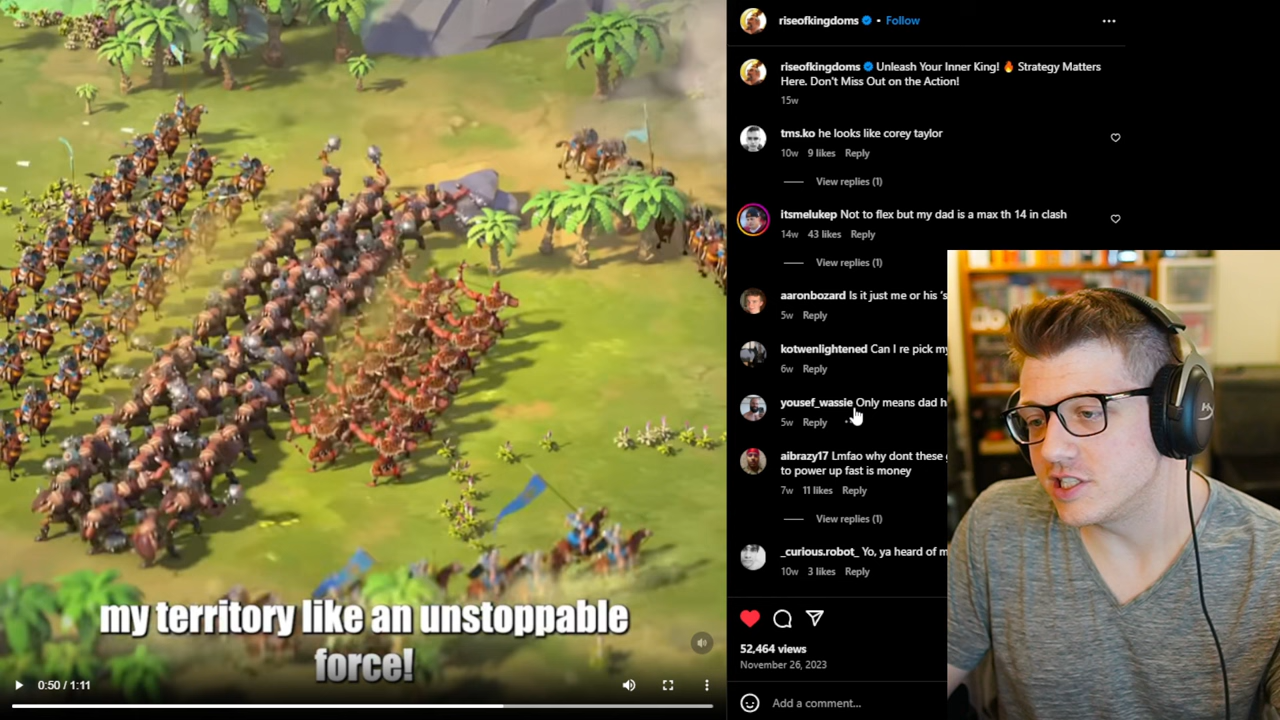 riseofkingdoms • Follow
riseofkingdoms Unleash Your Inner King! 🔥 Strategy Matters
Here. Don't Miss Out on the Action!
15w
tms.ko he looks like corey taylor
10w 9 likes Reply
View replies (1)
itsmelukep Not to flex but my dad is a max th 14 in clash
14w 43 likes Reply
View replies (1)
aaronbozard Is it just me or his 's
5w Reply
kotwenlightened Can I re pick my
6w Reply
yousef_wassie Only means dad h
5w Reply
aibrazy17 Lmfao why dont these
to power up fast is money
7w 11 likes Reply
View replies (1)
_curious.robot_ Yo, ya heard of m
10w 3 likes Reply
52,464 views
November 26, 2023
Add a comment...
my territory like an unstoppable
force!
0:50 / 1:11